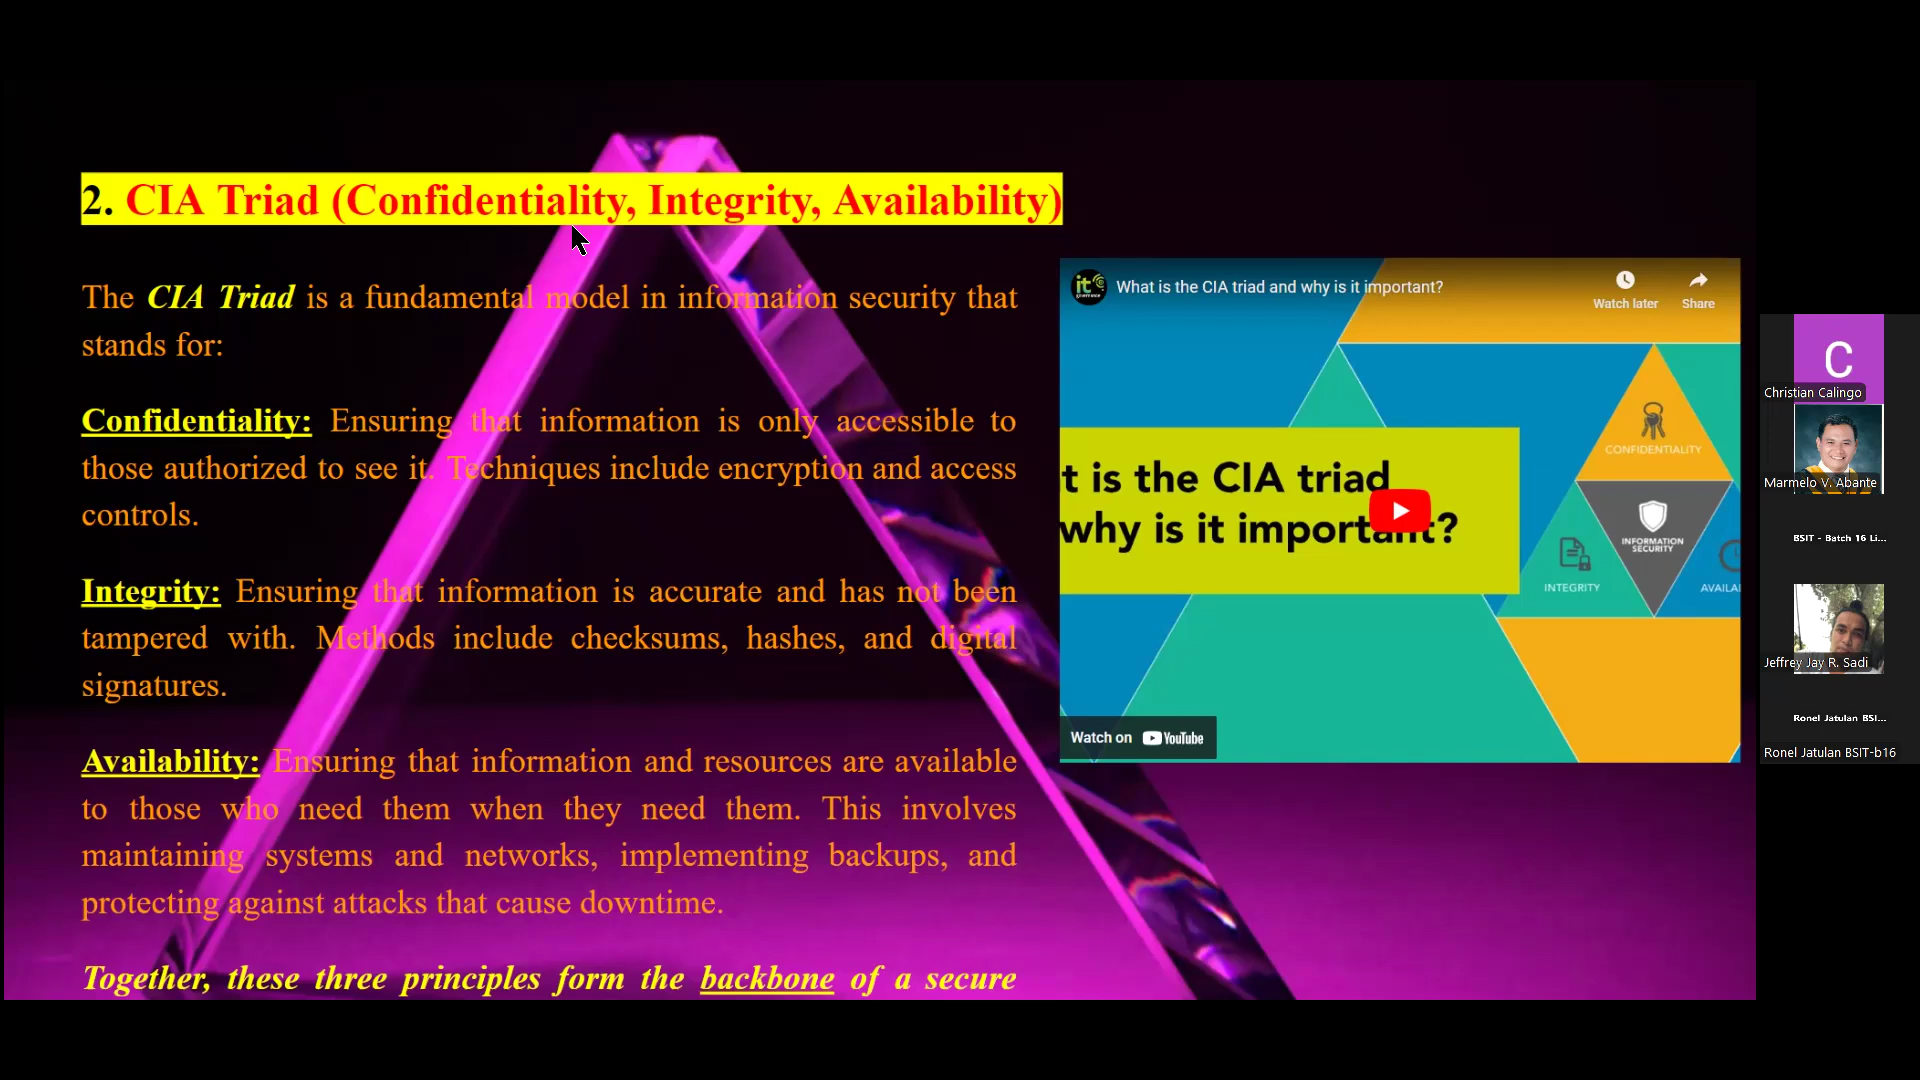 2. CIA Triad (Confidentiality, Integrity, Availability)
The CIA Triad is a fundamental model in information security that
stands for:
Confidentiality: Ensuring that information is only accessible to
those authorized to see it. Techniques include encryption and access
controls.
Integrity: Ensuring that information is accurate and has not been
tampered with. Methods include checksums, hashes, and digital
signatures.
Availability: Ensuring that information and resources are available
to those who need them when they need them. This involves
maintaining systems and networks, implementing backups, and
protecting against attacks that cause downtime.
Together, these three principles form the backbone of a secure
it
What is the CIA triad and why is it important?
Watch later
Share
t is the CIA triad
why is it important?
CONFIDENTIALITY
INFORMATION
SECURITY
INTEGRITY
AVAILA
Watch on YouTube
C
Christian Calingo
Marmelo V. Abante
BSIT - Batch 16 Li...
Jeffrey Jay R. Sadi
Ronel Jatulan BSI...
Ronel Jatulan BSIT-b16